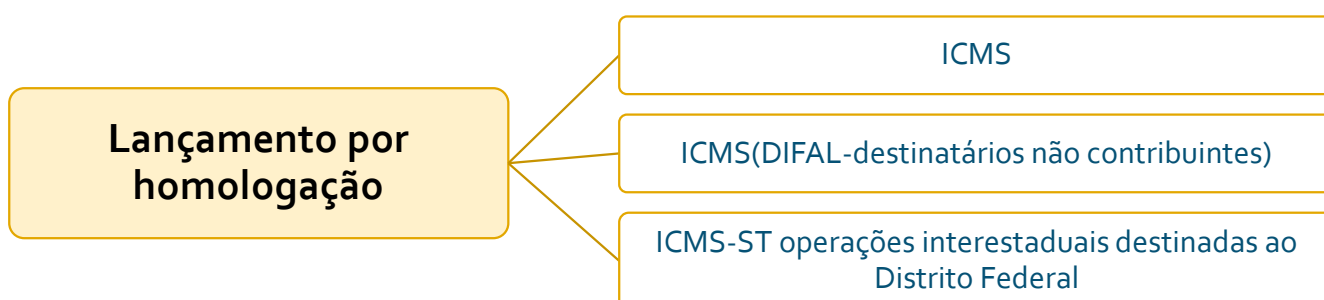 Lançamento por
homologação
ICMS
ICMS(DIFAL-destinatários não contribuintes)
ICMS-ST operações interestaduais destinadas ao
Distrito Federal